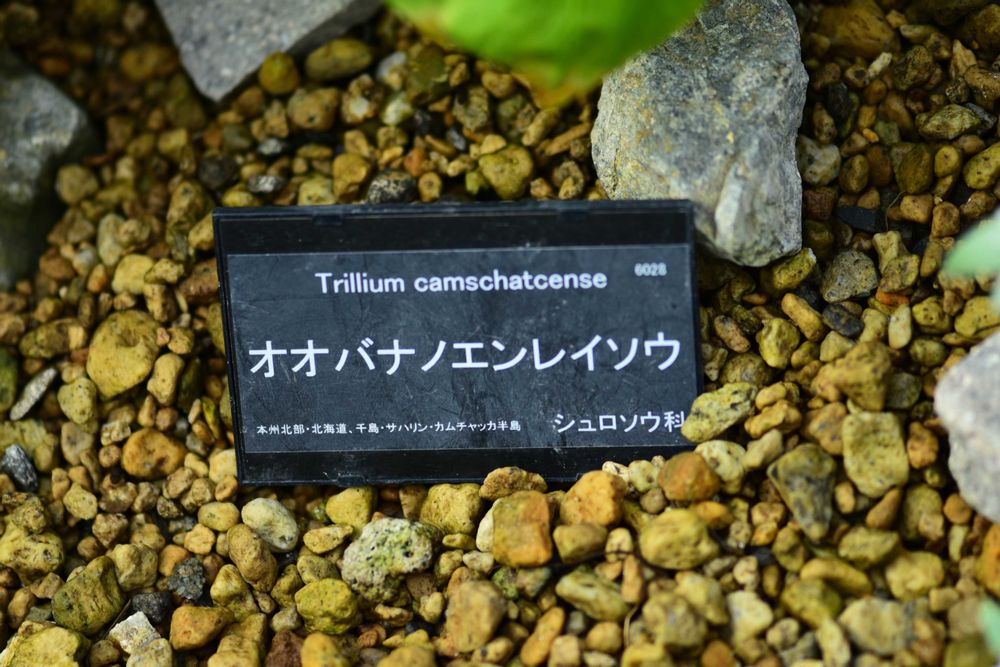 Trillium camschatcense 6028
オオバナノエンレイソウ
本州北部・北海道、千島・サハリン・カムチャッカ半島 シュロソウ科